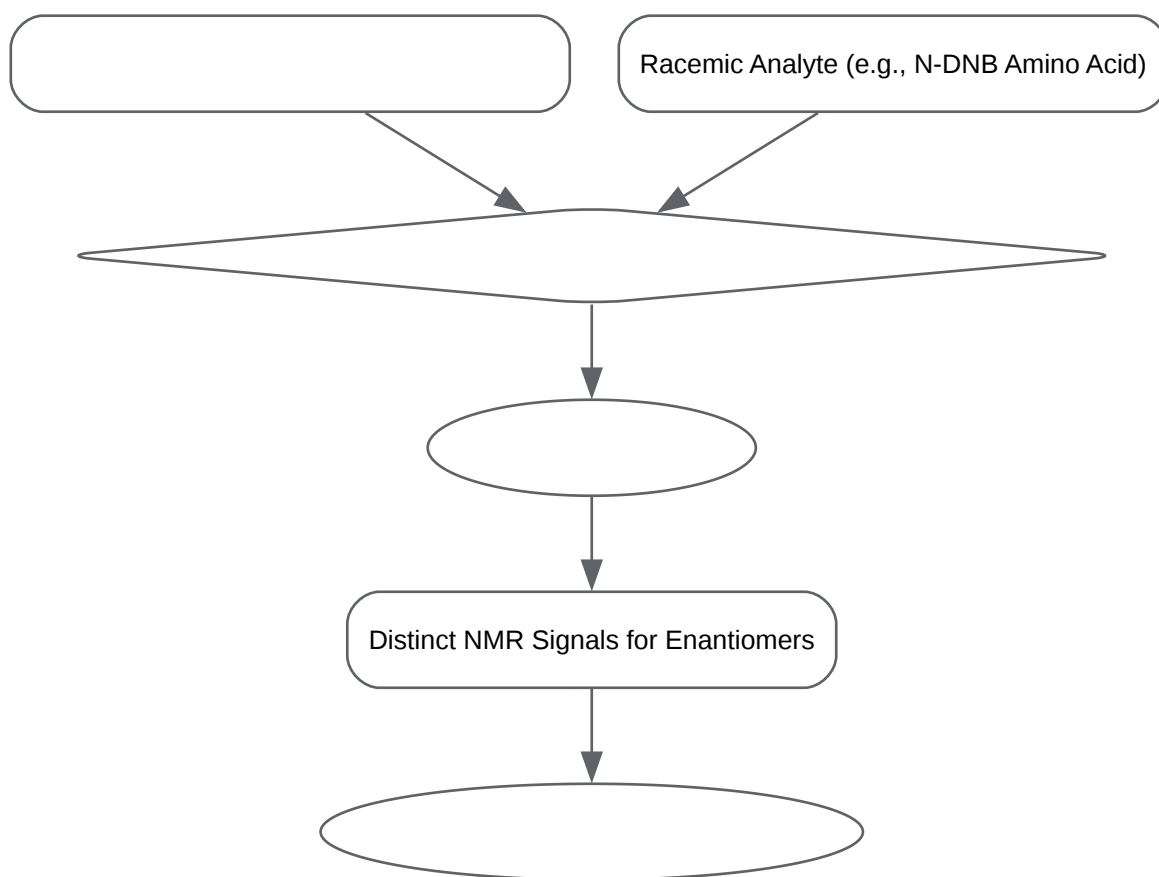 Racemic Analyte (e.g., N-DNB Amino Acid)
Distinct NMR Signals for Enantiomers